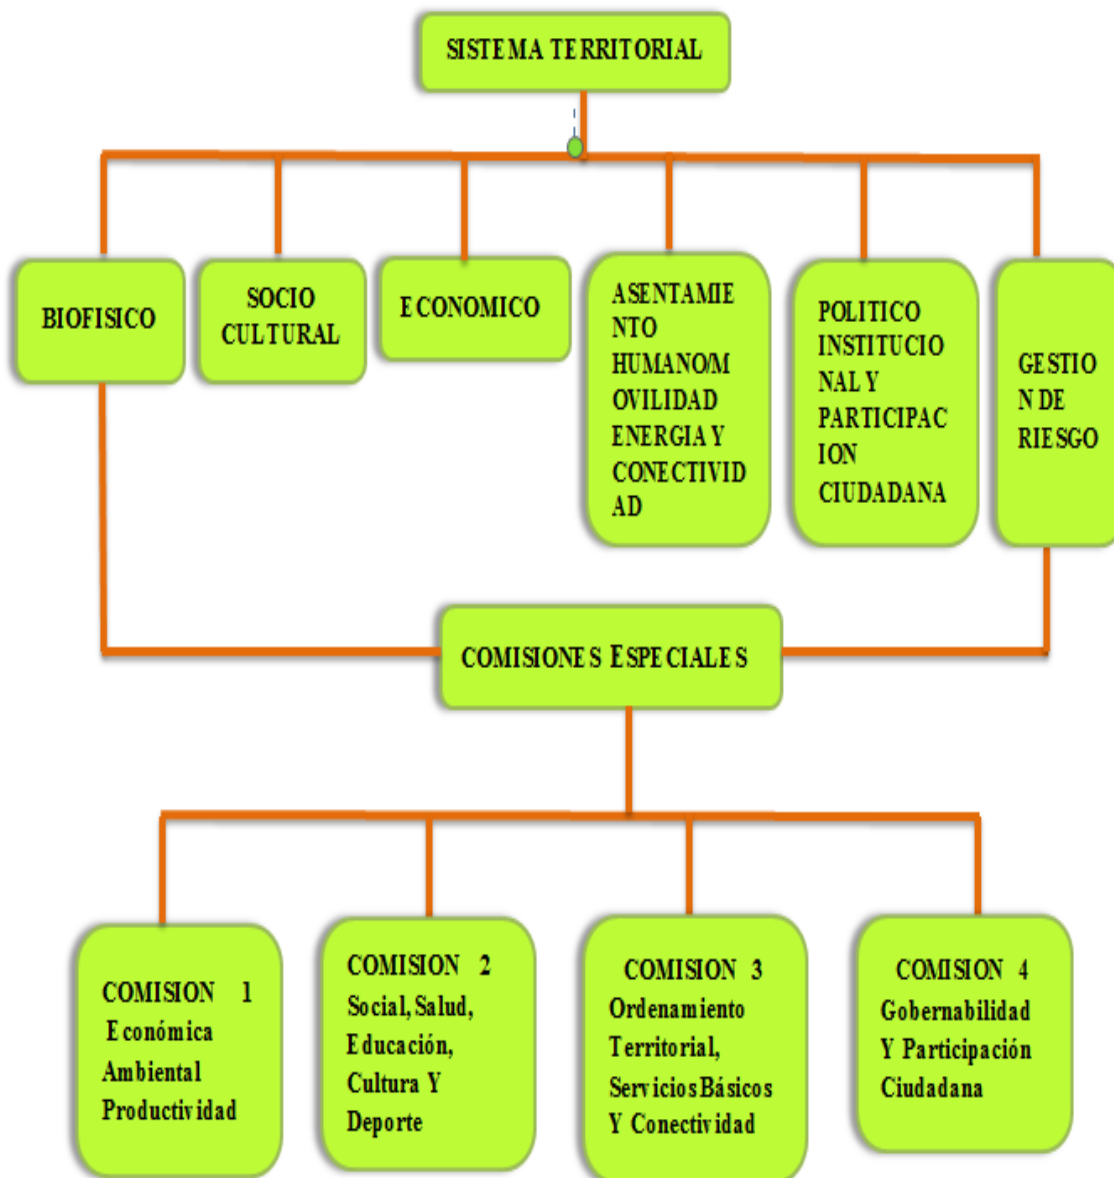 SISTEMA TERRITORIAL
BIOFISICO
SOCIO
CULTURAL
ECONOMICO
ASENTAMIE
NTO
HUMANO/M
OVILIDAD
ENERGIA Y
CONECTIVID
AD
POLITICO
INSTITUCIO
NAL Y
PARTICIPAC
ION
CIUDADANA
GESTIO
N DE
RIESGO
COMISIONES ESPECIALES
COMISION 1
Económica
Ambiental
Productividad
COMISION 2
Social, Salud,
Educación,
Cultura Y
Deporte
COMISION 3
Ordenamiento
Territorial,
Servicios Básicos
Y Conectividad
COMISION 4
Gobernabilidad
Y Participación
Ciudadana